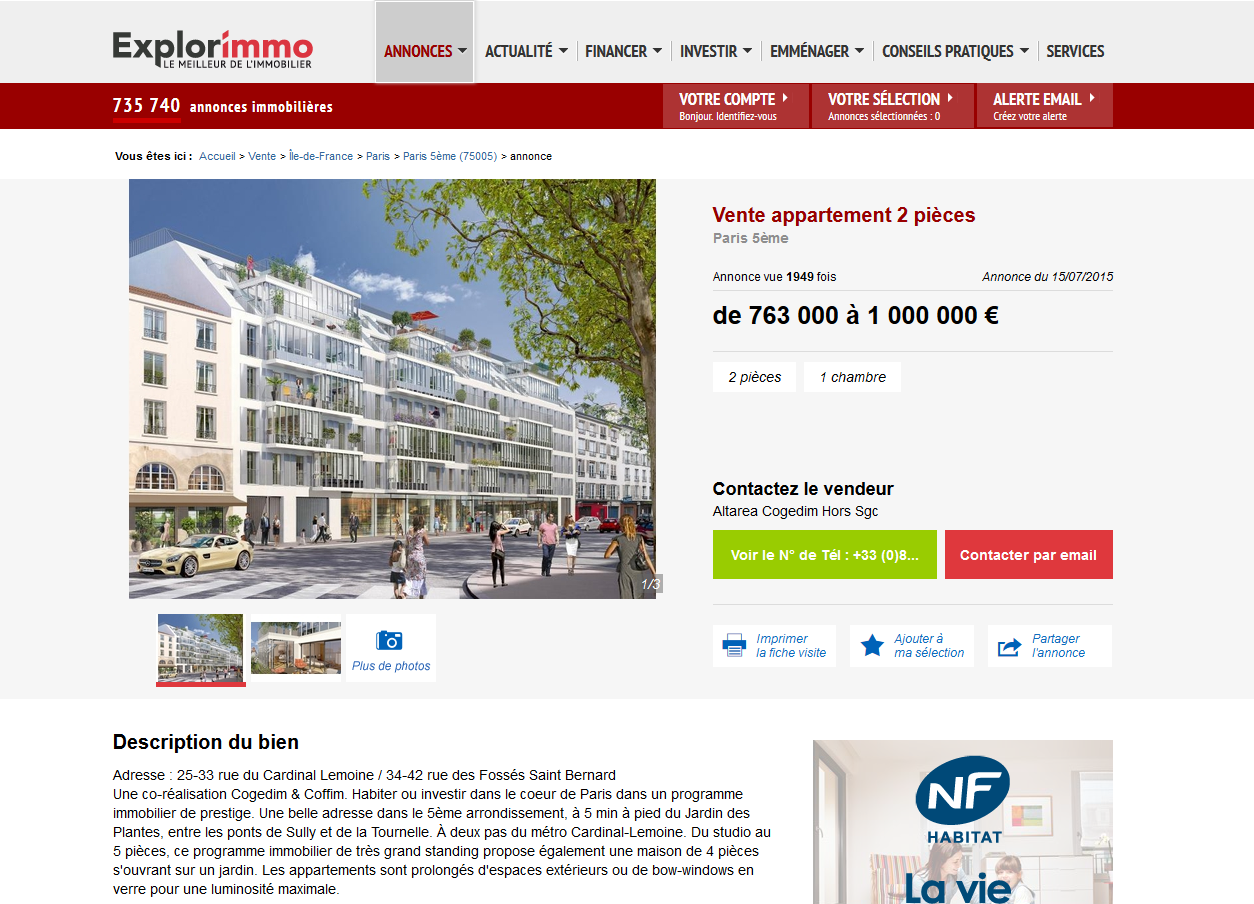 Explorimmo
LE MEILLEUR DE L'IMMOBILIER
ANNONCES
ACTUALITÉ
FINANCER
INVESTIR
EMMÉNAGER
CONSEILS PRATIQUES
SERVICES
735 740 annonces immobilières
VOTRE COMPTE
Bonjour. Identifiez-vous
VOTRE SÉLECTION
Annonces sélectionnées : 0
ALERTE EMAIL
Créez votre alerte
Vous êtes ici : Accueil > Vente > Île-de-France > Paris > Paris 5ème (75005) > annonce
1/3
Plus de photos
Vente appartement 2 pièces
Paris 5ème
Annonce vue 1949 fois
Annonce du 15/07/2015
de 763 000 à 1 000 000 €
2 pièces
1 chambre
Contactez le vendeur
Altarea Cogedim Hors Sgc
Voir le N° de Tél : +33 (0)8...
Contacter par email
Imprimer
la fiche visite
Ajouter à
ma sélection
Partager
l'annonce
Description du bien
Adresse : 25-33 rue du Cardinal Lemoine / 34-42 rue des Fossés Saint Bernard
Une co-réalisation Cogedim & Coffim. Habiter ou investir dans le coeur de Paris dans un programme
immobilier de prestige. Une belle adresse dans le 5ème arrondissement, à 5 min à pied du Jardin des
Plantes, entre les ponts de Sully et de la Tournelle. À deux pas du métro Cardinal-Lemoine. Du studio au
5 pièces, ce programme immobilier de très grand standing propose également une maison de 4 pièces
s'ouvrant sur un jardin. Les appartements sont prolongés d'espaces extérieurs ou de bow-windows en
verre pour une luminosité maximale.
NF
HABITAT
La vie